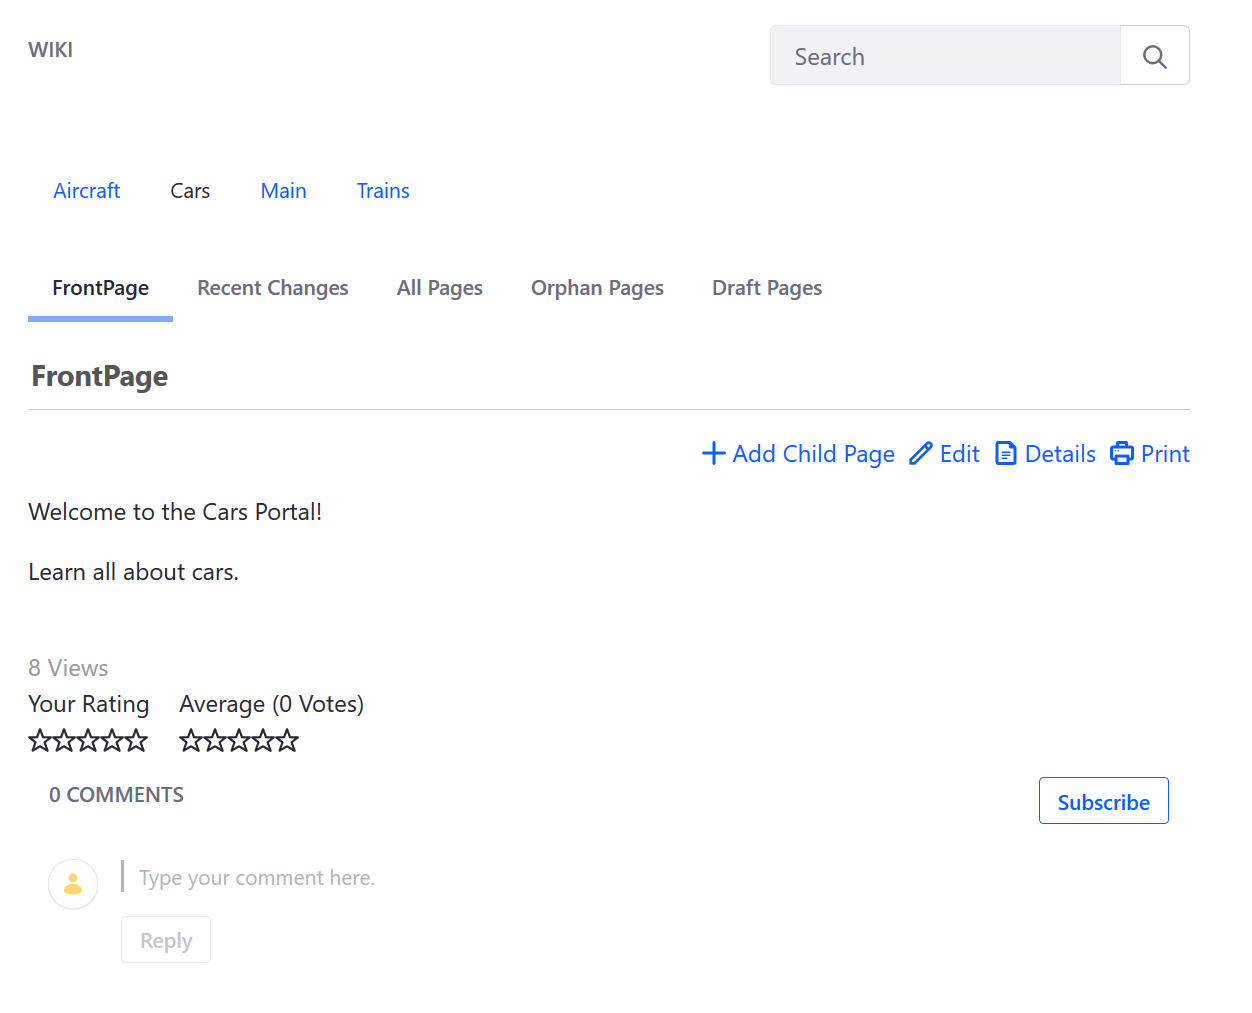 WIKI
Search
Aircraft Cars Main Trains
FrontPage Recent Changes All Pages Orphan Pages Draft Pages
FrontPage
Add Child Page Edit Details Print
Welcome to the Cars Portal!
Learn all about cars.
8 Views
Your Rating Average (0 Votes)
0 COMMENTS
Subscribe
Type your comment here.
Reply